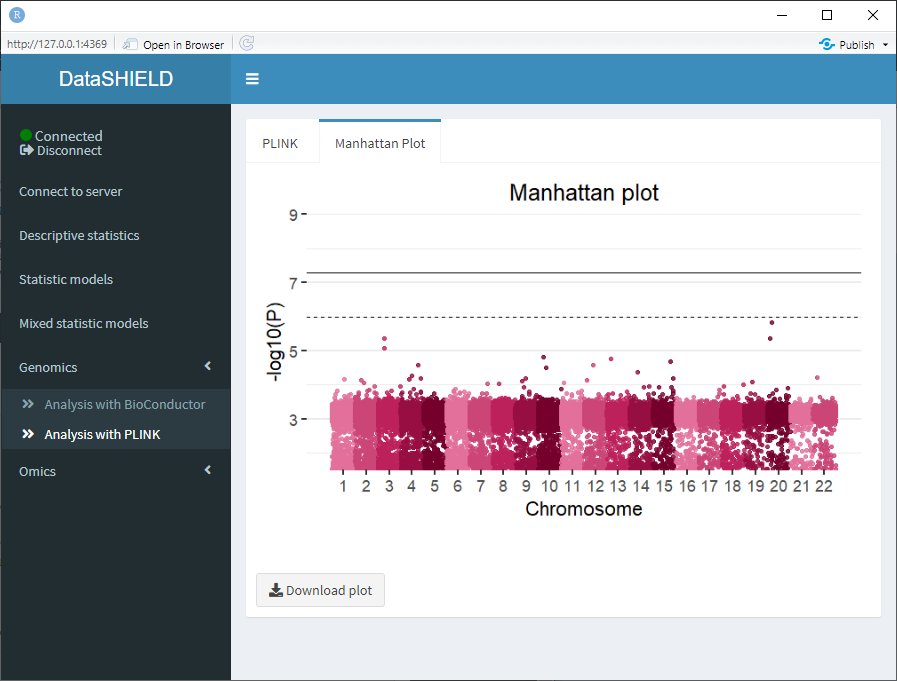 R
http://127.0.0.1:4369 Open in Browser Publish
DataSHIELD
Connected
Disconnect
Connect to server
Descriptive statistics
Statistic models
Mixed statistic models
Genomics
Analysis with BioConductor
Analysis with PLINK
Omics
PLINK Manhattan Plot
Manhattan plot
9
7
5
3
-log10(P)
1 2 3 4 5 6 7 8 9 10 11 12 13 14 15 16 17 18 19 20 21 22
Chromosome
Download plot